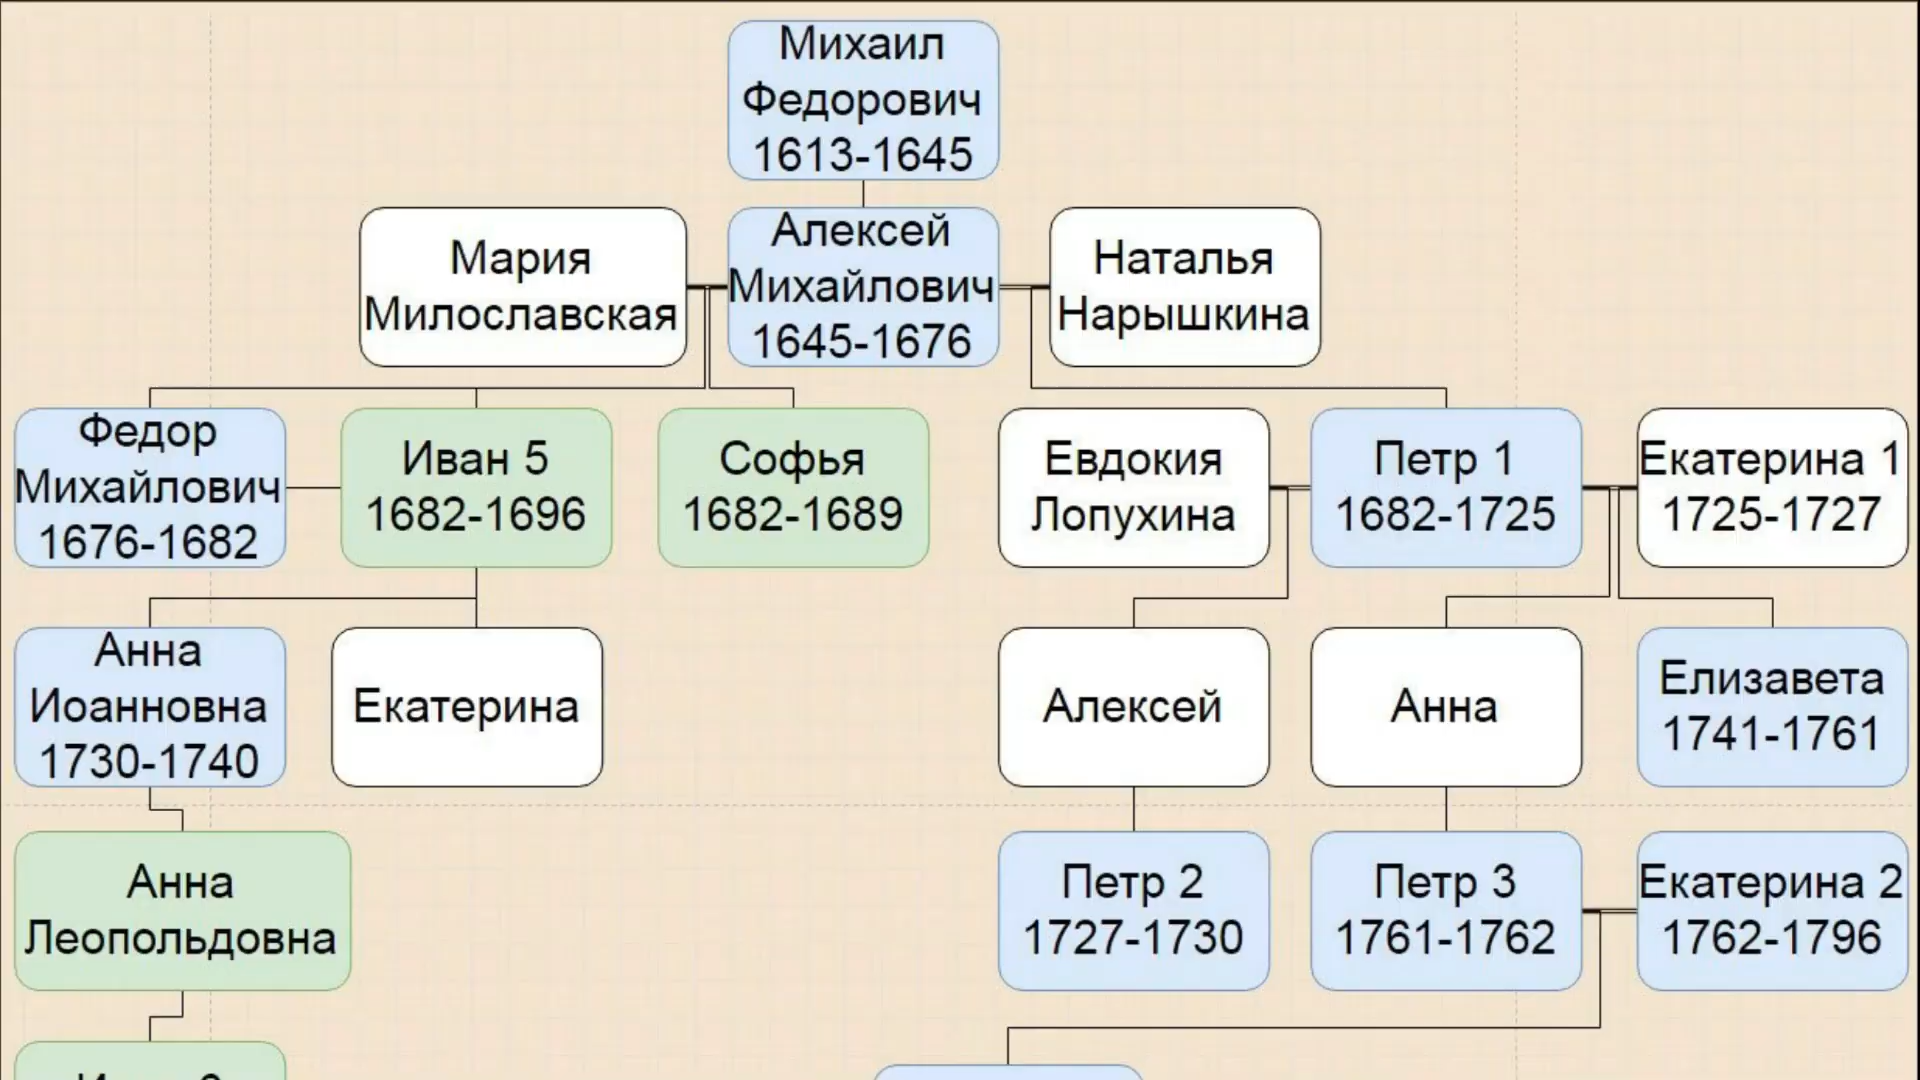 Михаил
Федорович
1613-1645
Мария
Милославская
Алексей
Михайлович
1645-1676
Наталья
Нарышкина
Федор
Михайлович
1676-1682
Иван 5
1682-1696
Софья
1682-1689
Евдокия
Лопухина
Петр 1
1682-1725
Екатерина 1
1725-1727
Анна
Иоанновна
1730-1740
Екатерина
Алексей
Анна
Елизавета
1741-1761
Анна
Леопольдовна
Петр 2
1727-1730
Петр 3
1761-1762
Екатерина 2
1762-1796